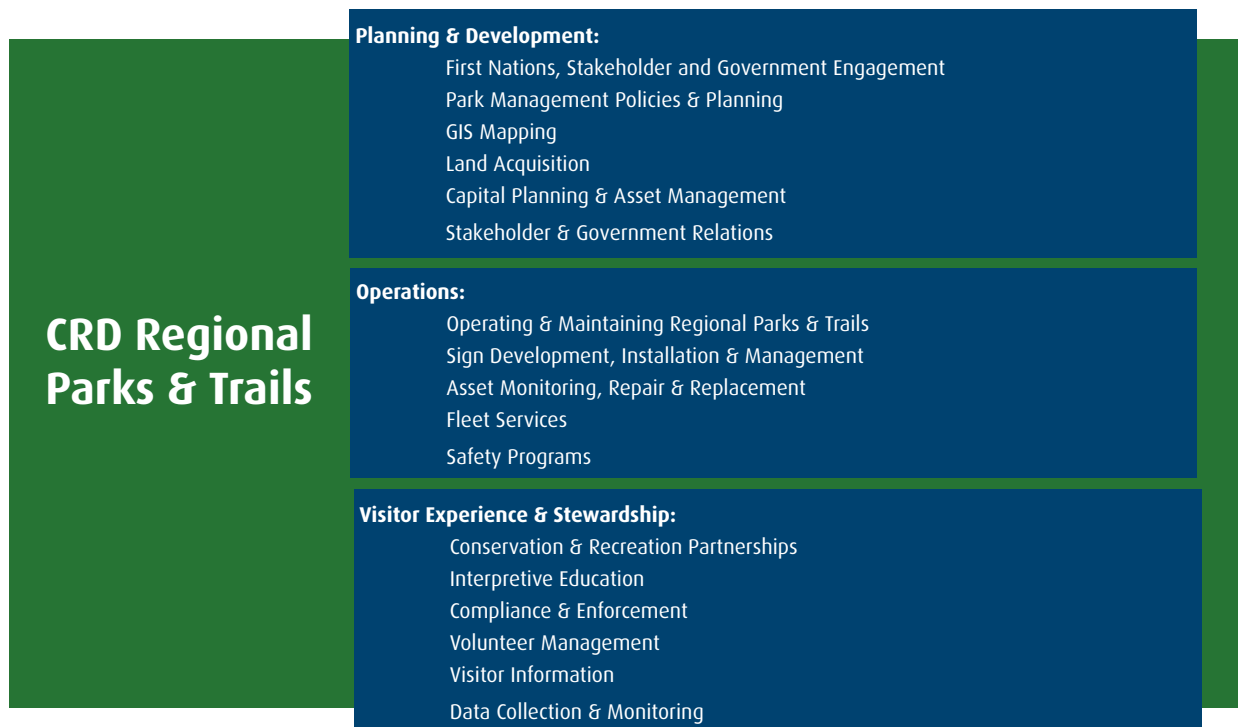 CRD Regional
Parks & Trails
Planning & Development:
First Nations, Stakeholder and Government Engagement
Park Management Policies & Planning
GIS Mapping
Land Acquisition
Capital Planning & Asset Management
Stakeholder & Government Relations
Operations:
Operating & Maintaining Regional Parks & Trails
Sign Development, Installation & Management
Asset Monitoring, Repair & Replacement
Fleet Services
Safety Programs
Visitor Experience & Stewardship:
Conservation & Recreation Partnerships
Interpretive Education
Compliance & Enforcement
Volunteer Management
Visitor Information
Data Collection & Monitoring